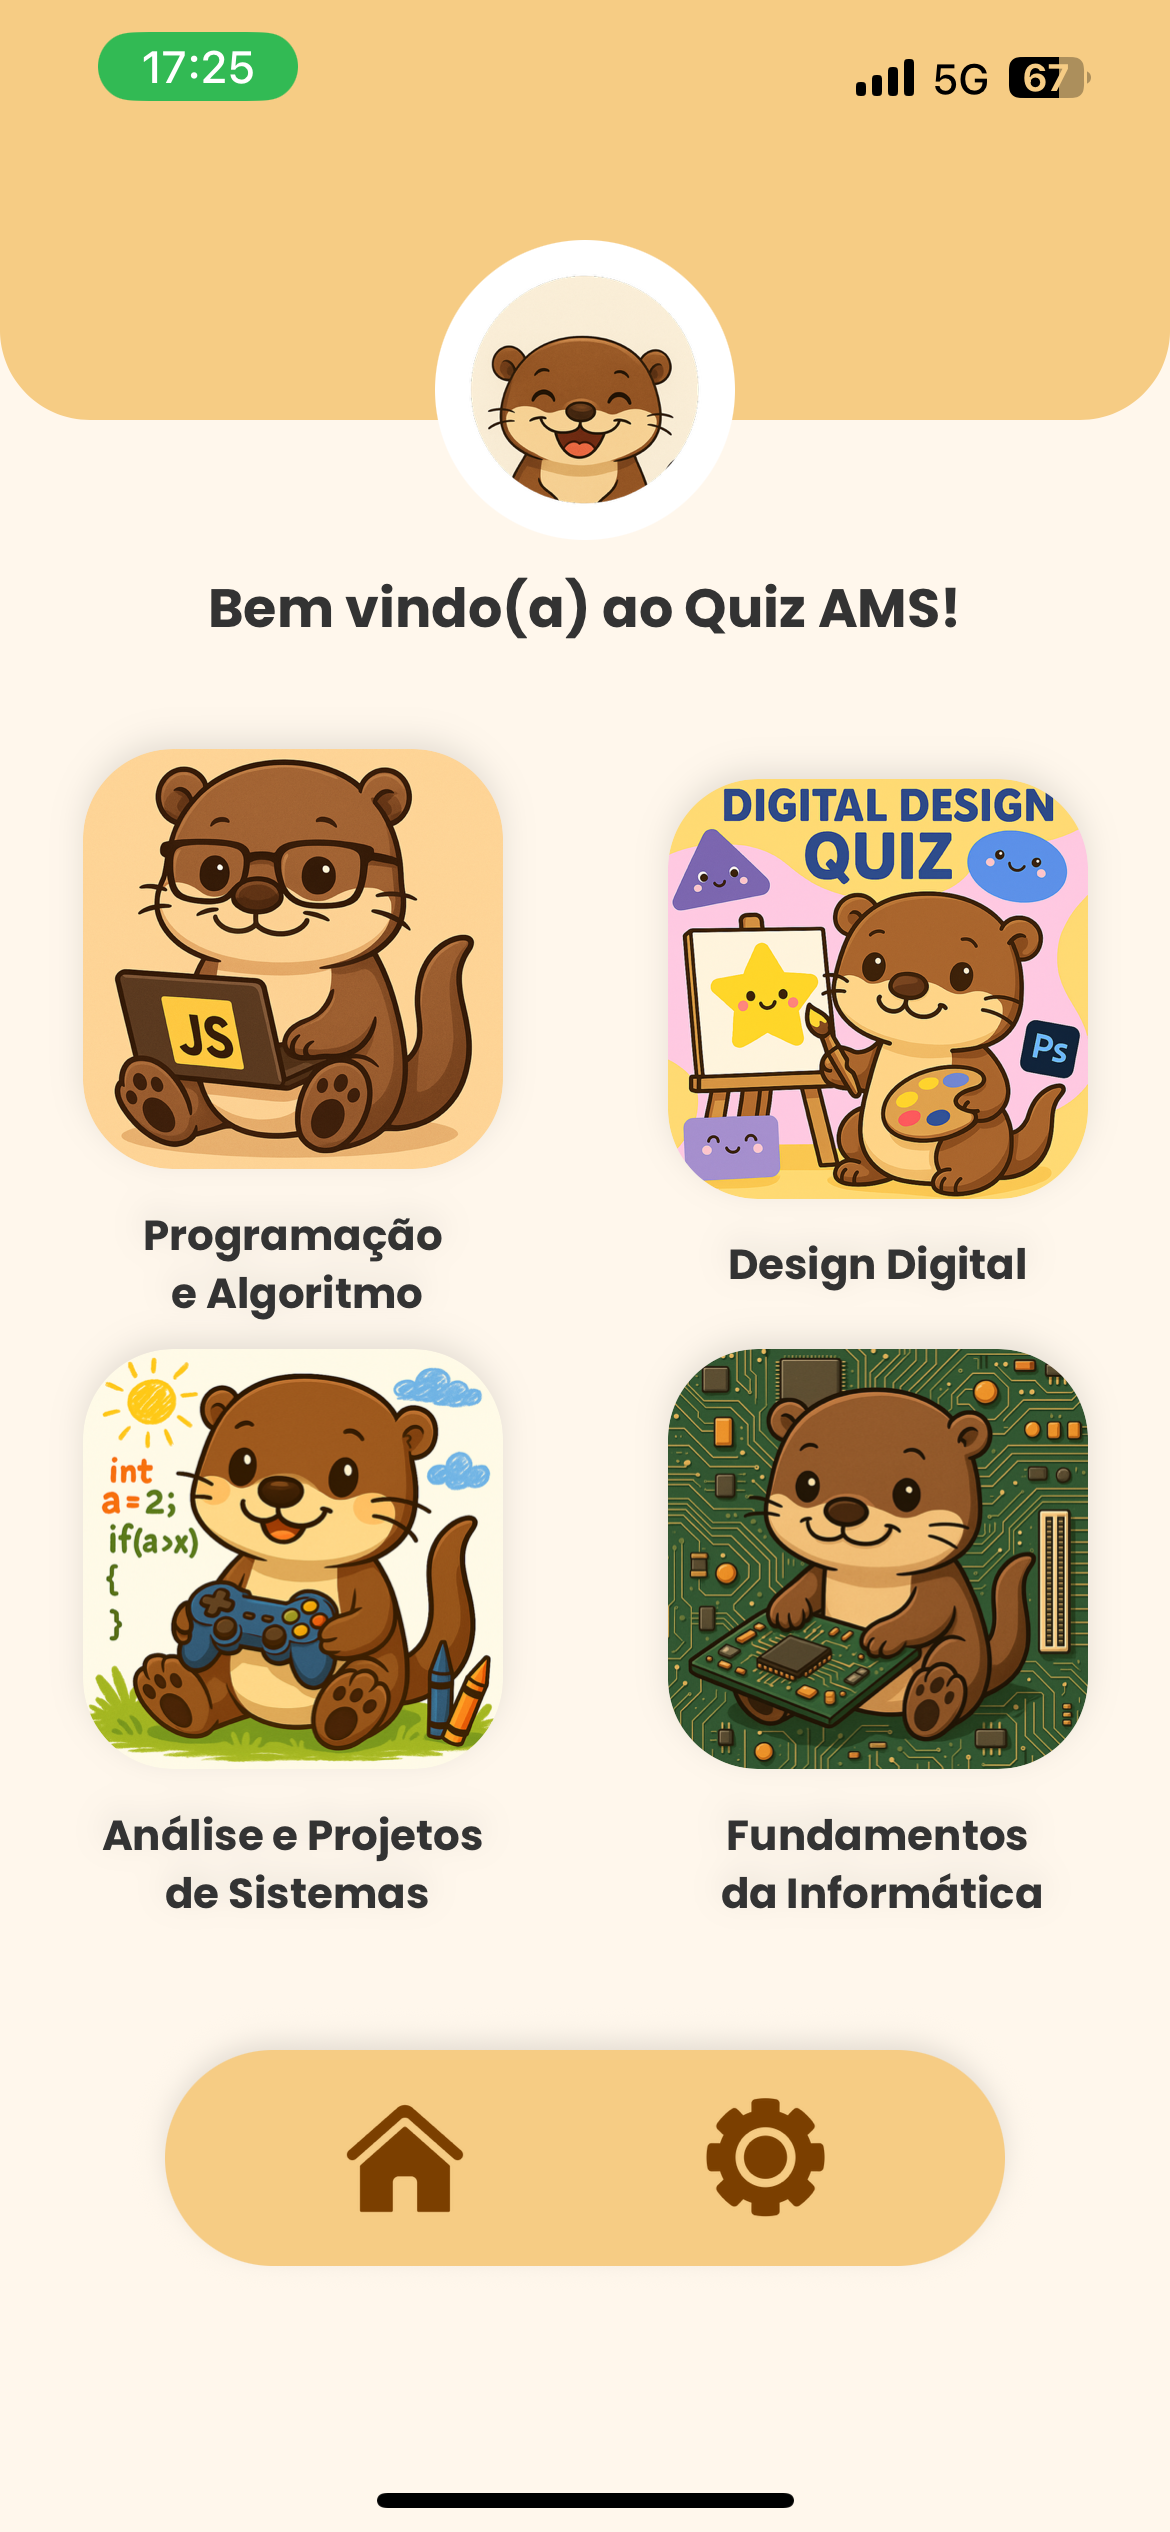 17:25
5G
67
Bem vindo(a) ao Quiz AMS!
JS
DIGITAL DESIGN
QUIZ
Ps
Programação
e Algoritmo
Design Digital
int
a=2;
if(a>x)
{
}
Análise e Projetos
de Sistemas
Fundamentos
da Informática